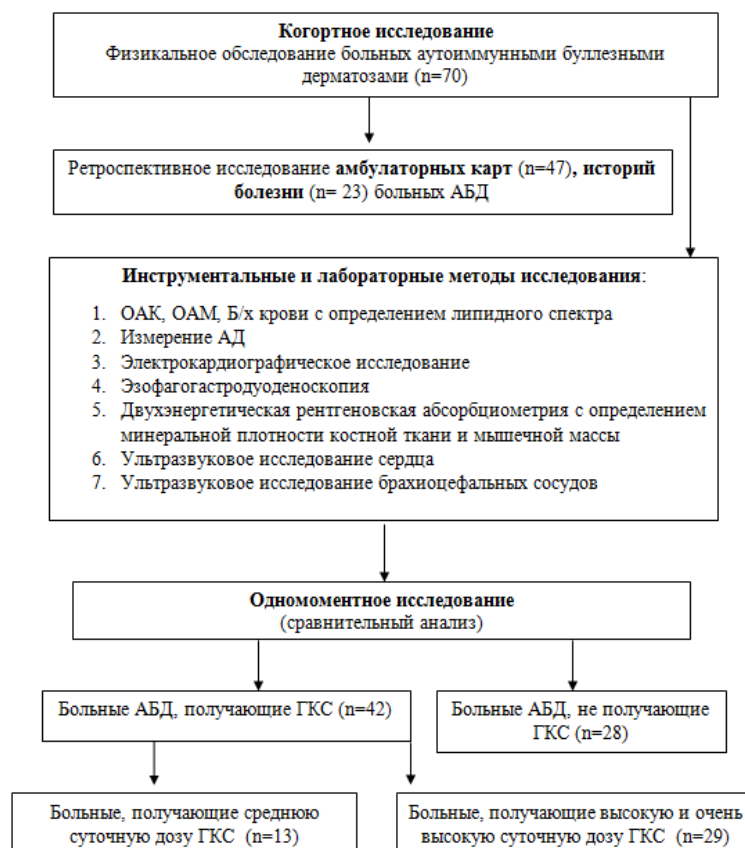 Когортное исследование
Физикальное обследование больных аутоиммунными буллезными
дерматозами (n=70)
Ретроспективное исследование амбулаторных карт (n=47), историй
болезни (n= 23) больных АБД
Инструментальные и лабораторные методы исследования:
1. ОАК, ОАМ, Б/х крови с определением липидного спектра
2. Измерение АД
3. Электрокардиографическое исследование
4. Эзофагогастродуоденоскопия
5. Двухэнергетическая рентгеновская абсорбциометрия с определением
минеральной плотности костной ткани и мышечной массы
6. Ультразвуковое исследование сердца
7. Ультразвуковое исследование брахиоцефальных сосудов
Одномоментное исследование
(сравнительный анализ)
Больные АБД, получающие ГКС (n=42)
Больные АБД, не получающие
ГКС (n=28)
Больные, получающие среднюю
суточную дозу ГКС (n=13)
Больные, получающие высокую и очень
высокую суточную дозу ГКС (n=29)